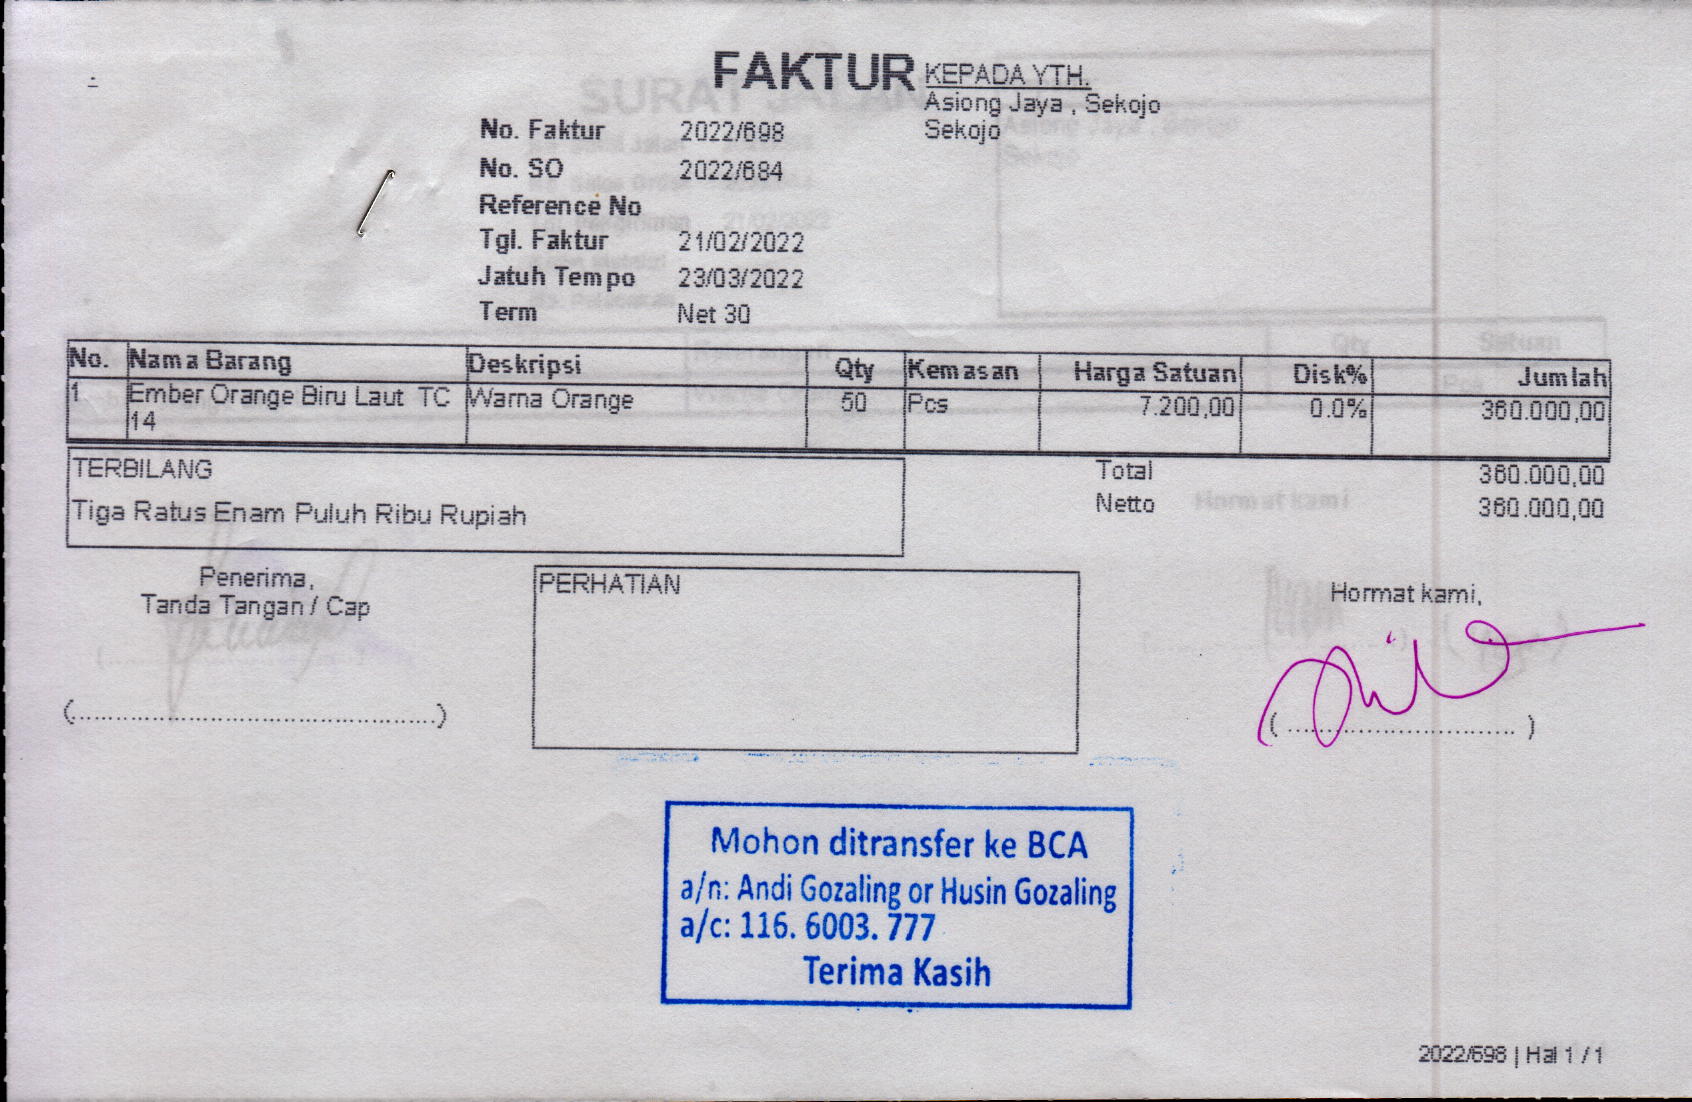 FAKTUR
KEPADA YTH.
Asiong Jaya , Sekojo
Sekojo
No. Faktur 2022/698
No. SO 2022/684
Reference No
Tgl. Faktur 21/02/2022
Jatuh Tempo 23/03/2022
Term Net 30
No. Nama Barang Deskripsi Qty Kemasan Harga Satuan Disk% Jumlah
1 Ember Orange Biru Laut TC Warna Orange 50 Pcs 7.200,00 0.0% 360.000,00
14
TERBILANG
Tiga Ratus Enam Puluh Ribu Rupiah
Total 360.000,00
Netto 360.000,00
Penerima,
Tanda Tangan / Cap
(..........................................)
PERHATIAN
Hormat kami,
( ............................ )
Mohon ditransfer ke BCA
a/n: Andi Gozaling or Husin Gozaling
a/c: 116. 6003. 777
Terima Kasih
2022/698 | Hal 1 / 1